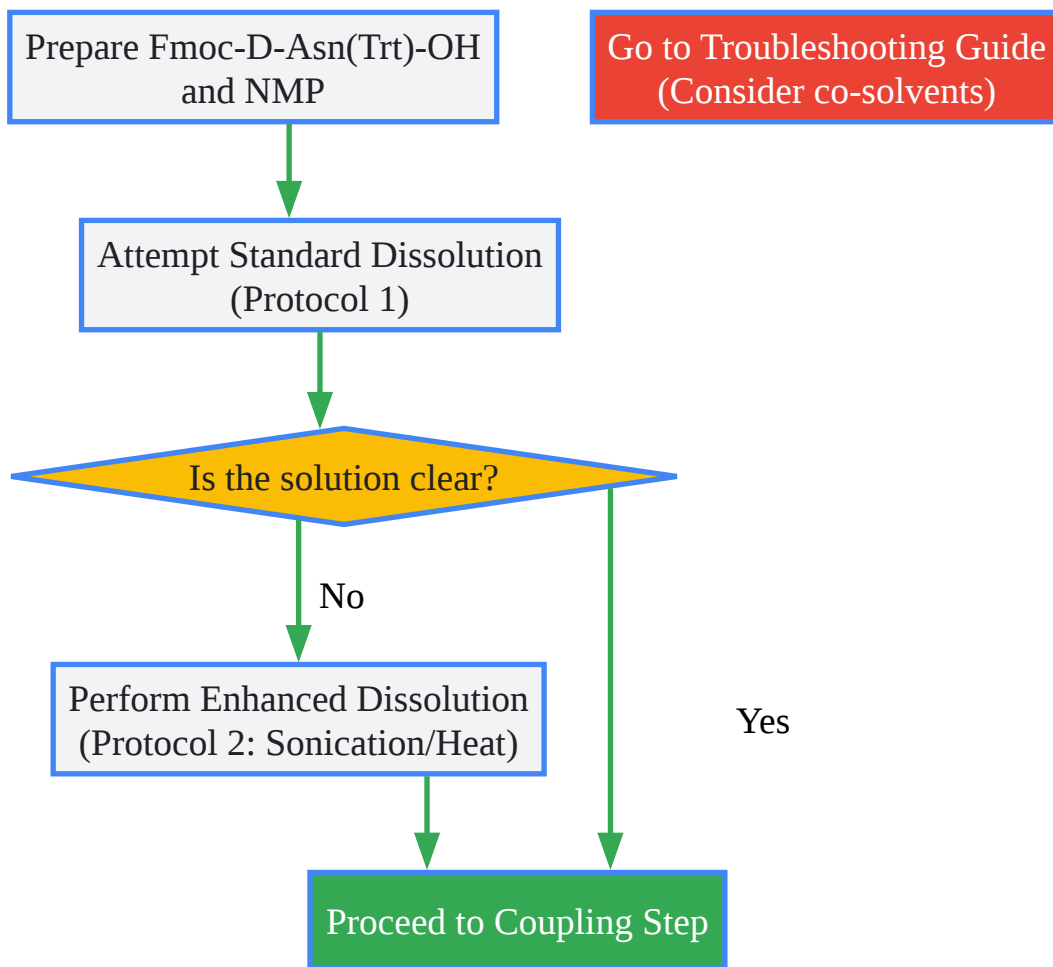 Prepare Fmoc-D-Asn(Trt)-OH
and NMP
Go to Troubleshooting Guide
(Consider co-solvents)
Attempt Standard Dissolution
(Protocol 1)
Is the solution clear?
No
Perform Enhanced Dissolution
(Protocol 2: Sonication/Heat)
Yes
Proceed to Coupling Step